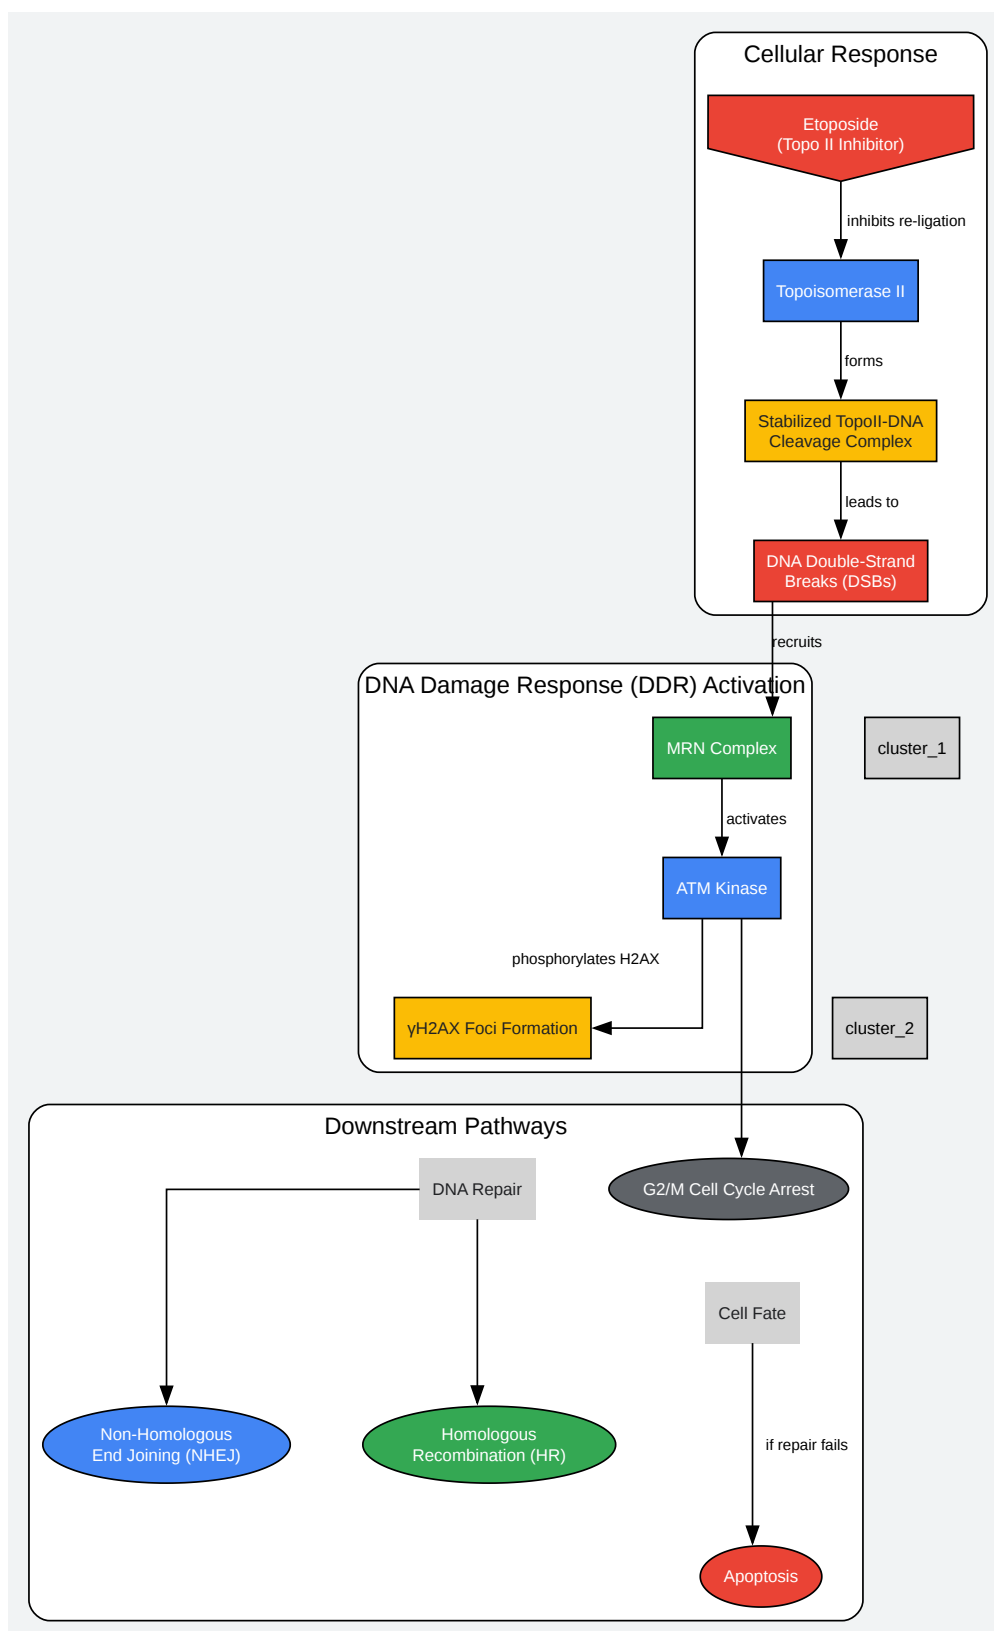 Cellular Response
Etoposide
(Topo II Inhibitor)
inhibits re-ligation
Topoisomerase II
forms
Stabilized TopoII-DNA
Cleavage Complex
leads to
DNA Double-Strand
Breaks (DSBs)
recruits
DNA Damage Response (DDR) Activation
MRN Complex
cluster_1
activates
ATM Kinase
phosphorylates H2AX
γH2AX Foci Formation
cluster_2
Downstream Pathways
DNA Repair
G2/M Cell Cycle Arrest
Cell Fate
Non-Homologous
End Joining (NHEJ)
Homologous
Recombination (HR)
if repair fails
Apoptosis